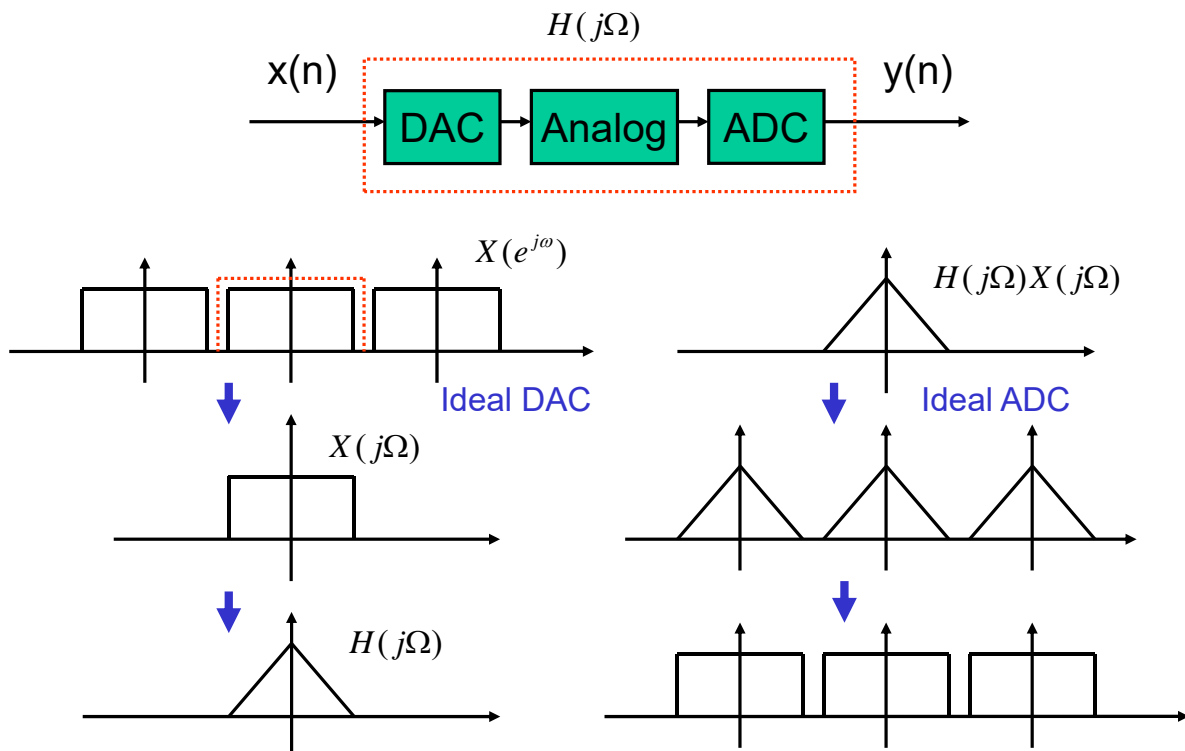 H(jΩ)
x(n)
y(n)
DAC
Analog
ADC
X(e^{jω})
H(jΩ)X(jΩ)
Ideal DAC
Ideal ADC
X(jΩ)
H(jΩ)